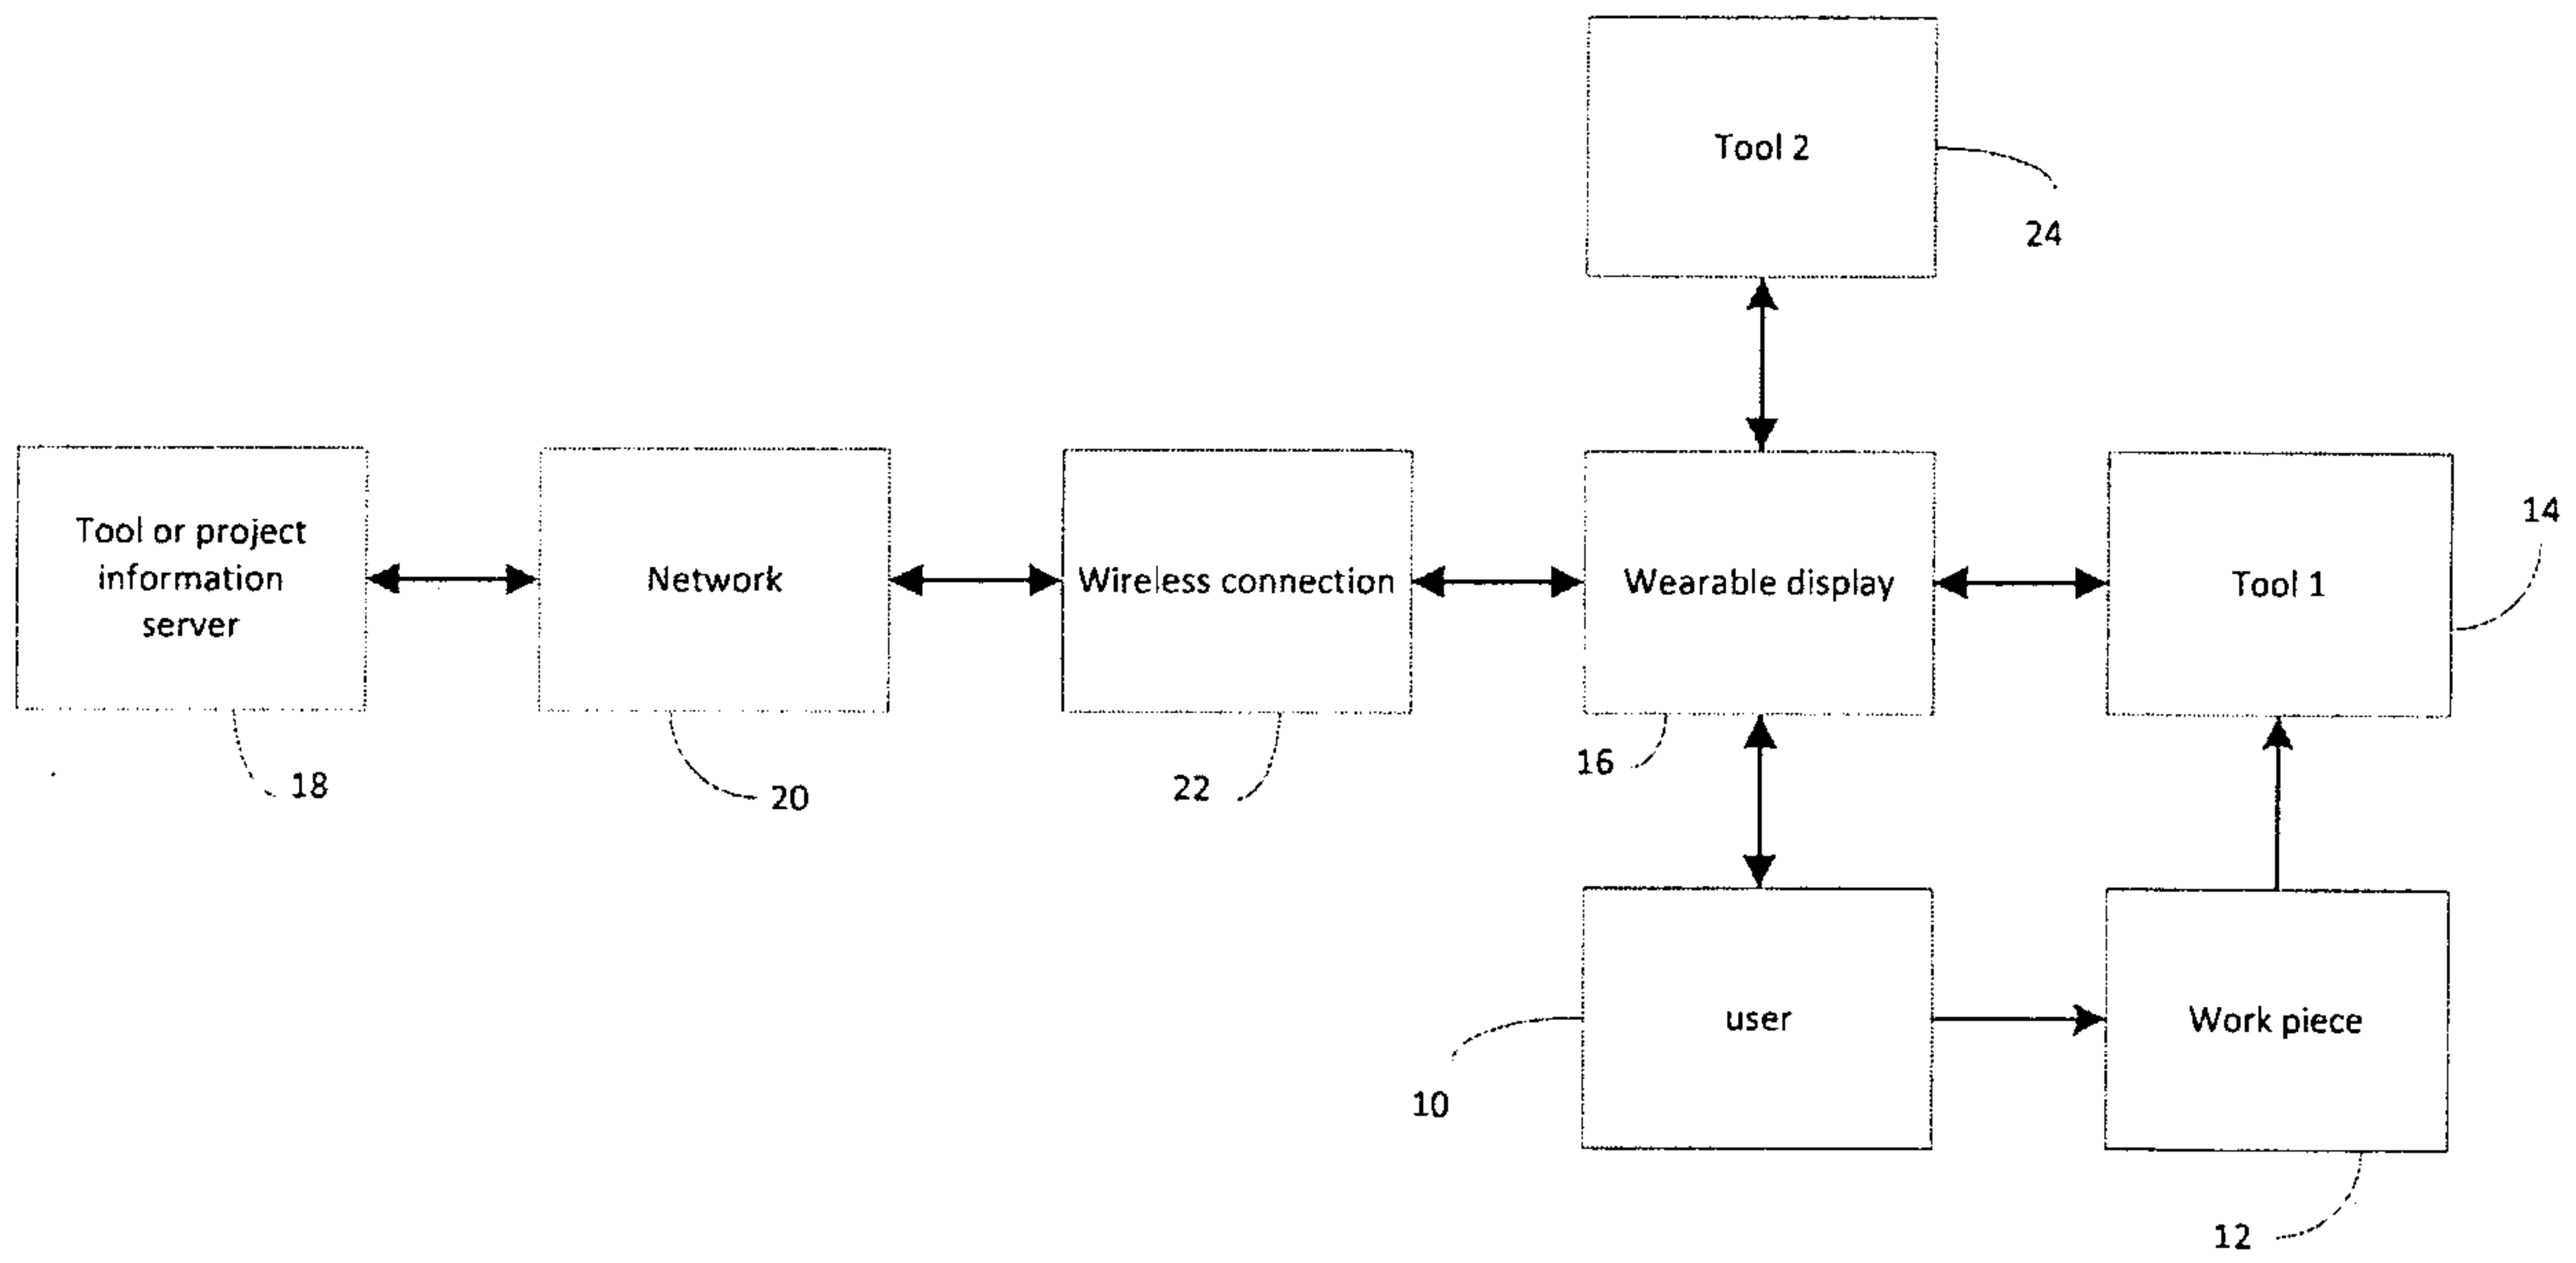 Tool 2
24
Tool or project
information
server
Network
Wireless connection
Wearable display
Tool 1
14
18
20
22
16
user
Work piece
10
12